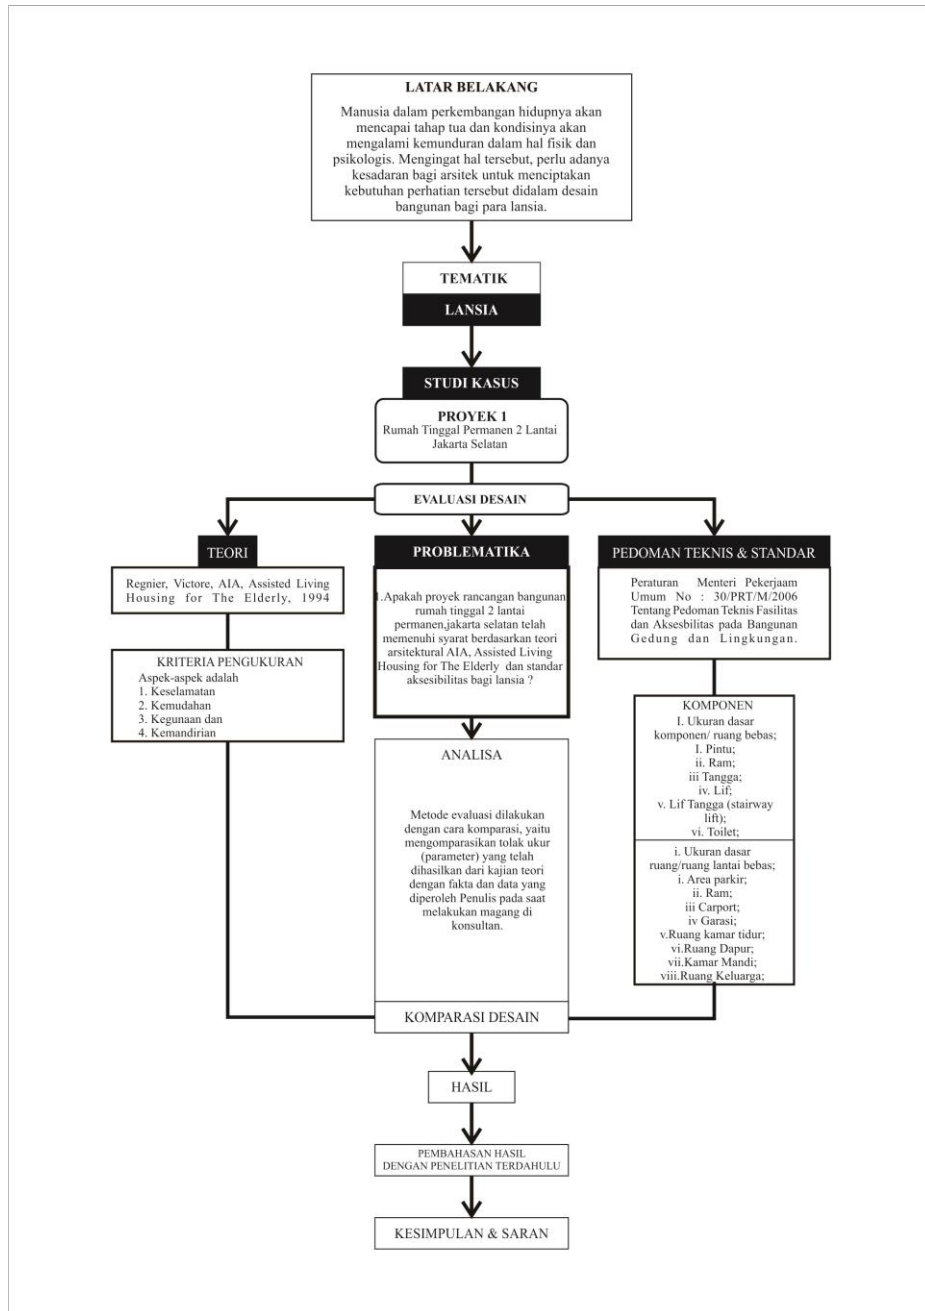 LATAR BELAKANG
Manusia dalam perkembangan hidupnya akan
mencapai tahap tua dan kondisinya akan
mengalami kemunduran dalam hal fisik dan
psikologis. Mengingat hal tersebut, perlu adanya
kesadaran bagi arsitek untuk menciptakan
kebutuhan perhatian tersebut didalam desain
bangunan bagi para lansia.
TEMATIK
LANSIA
STUDI KASUS
PROYEK 1
Rumah Tinggal Permanen 2 Lantai
Jakarta Selatan
EVALUASI DESAIN
TEORI
Regnier, Victore, AIA, Assisted Living
Housing for The Elderly, 1994
KRITERIA PENGUKURAN
Aspek-aspek adalah
1. Keselamatan
2. Kemudahan
3. Kegunaan dan
4. Kemandirian
PROBLEMATIKA
1.Apakah proyek rancangan bangunan
rumah tinggal 2 lantai
permanen,jakarta selatan telah
memenuhi syarat berdasarkan teori
arsitektural AIA, Assisted Living
Housing for The Elderly dan standar
aksesibilitas bagi lansia ?
ANALISA
Metode evaluasi dilakukan
dengan cara komparasi, yaitu
mengomparasikan tolak ukur
(parameter) yang telah
dihasilkan dari kajian teori
dengan fakta dan data yang
diperoleh Penulis pada saat
melakukan magang di
konsultan.
PEDOMAN TEKNIS & STANDAR
Peraturan Menteri Pekerjaam
Umum No : 30/PRT/M/2006
Tentang Pedoman Teknis Fasilitas
dan Aksesbilitas pada Bangunan
Gedung dan Lingkungan.
KOMPONEN
I. Ukuran dasar
komponen/ ruang bebas;
I. Pintu;
ii. Ram;
iii Tangga;
iv. Lif;
v. Lif Tangga (stairway
lift);
vi. Toilet;
i. Ukuran dasar
ruang/ruang lantai bebas;
i. Area parkir;
ii. Ram;
iii Carport;
iv Garasi;
v.Ruang kamar tidur;
vi.Ruang Dapur;
vii.Kamar Mandi;
viii.Ruang Keluarga;
KOMPARASI DESAIN
HASIL
PEMBAHASAN HASIL
DENGAN PENELITIAN TERDAHULU
KESIMPULAN & SARAN